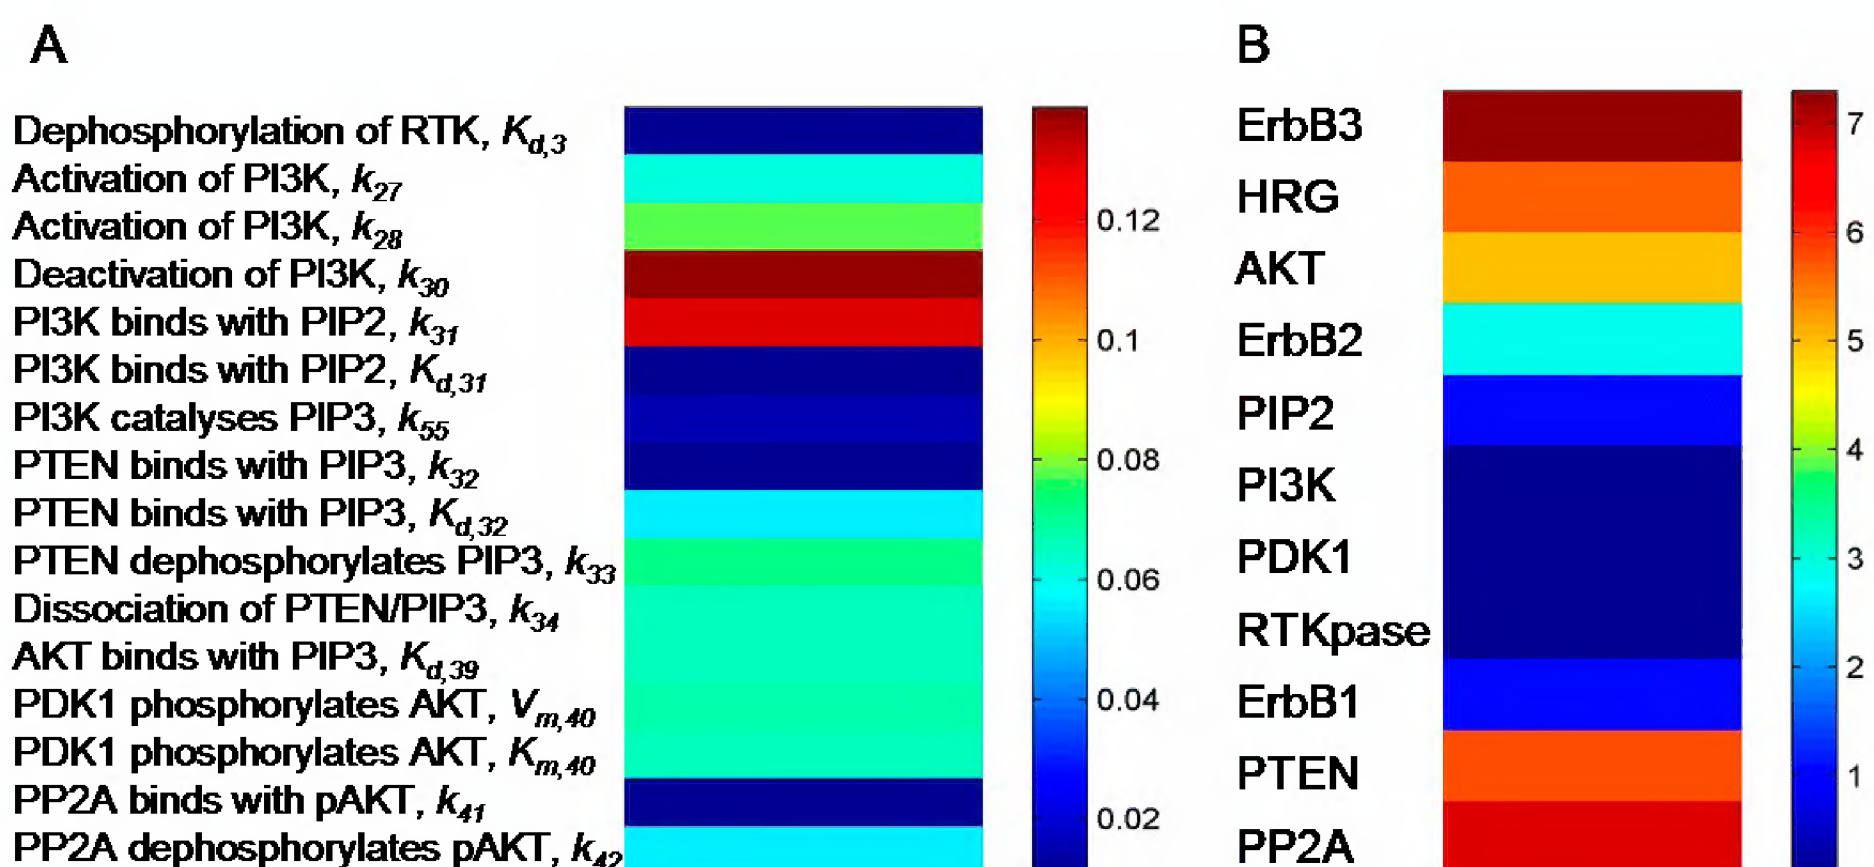 A
Dephosphorylation of RTK, Kd,3
Activation of PI3K, k27
Activation of PI3K, k28
Deactivation of PI3K, k30
PI3K binds with PIP2, k31
PI3K binds with PIP2, Kd,31
PI3K catalyses PIP3, k55
PTEN binds with PIP3, k32
PTEN binds with PIP3, Kd,32
PTEN dephosphorylates PIP3, k33
Dissociation of PTEN/PIP3, k34
AKT binds with PIP3, Kd,39
PDK1 phosphorylates AKT, Vm,40
PDK1 phosphorylates AKT, Km,40
PP2A binds with pAKT, k41
PP2A dephosphorylates pAKT, k42
0.12
0.1
0.08
0.06
0.04
0.02
B
ErbB3
HRG
AKT
ErbB2
PIP2
PI3K
PDK1
RTKpase
ErbB1
PTEN
PP2A
7
6
5
4
3
2
1